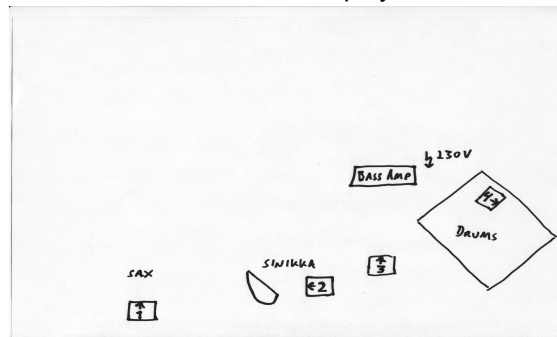 230V
BASS AMP
4→
DRUMS
SINIKKA
SAX
↑
3
←2
↑
1